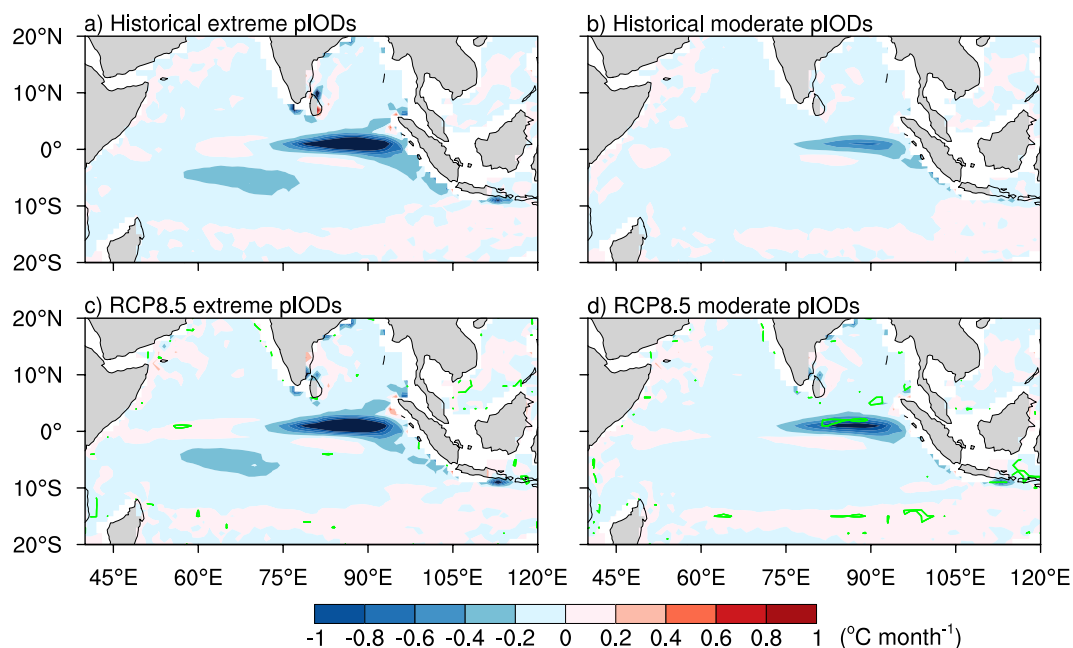 a) Historical extreme pIODs
b) Historical moderate pIODs
20°N
10°N
0°
10°S
20°S
c) RCP8.5 extreme pIODs
d) RCP8.5 moderate pIODs
20°N
10°N
0°
10°S
20°S
45°E 60°E 75°E 90°E 105°E 120°E
45°E 60°E 75°E 90°E 105°E 120°E
-1 -0.8 -0.6 -0.4 -0.2 0 0.2 0.4 0.6 0.8 1 (°C month⁻¹)